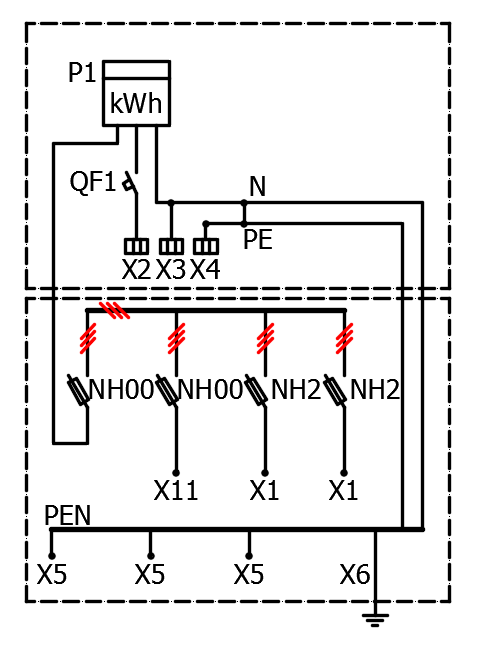 P1
kWh
QF1
N
PE
X2 X3 X4
NH00 NH00 NH2 NH2
X11 X1 X1
PEN
X5 X5 X5 X6